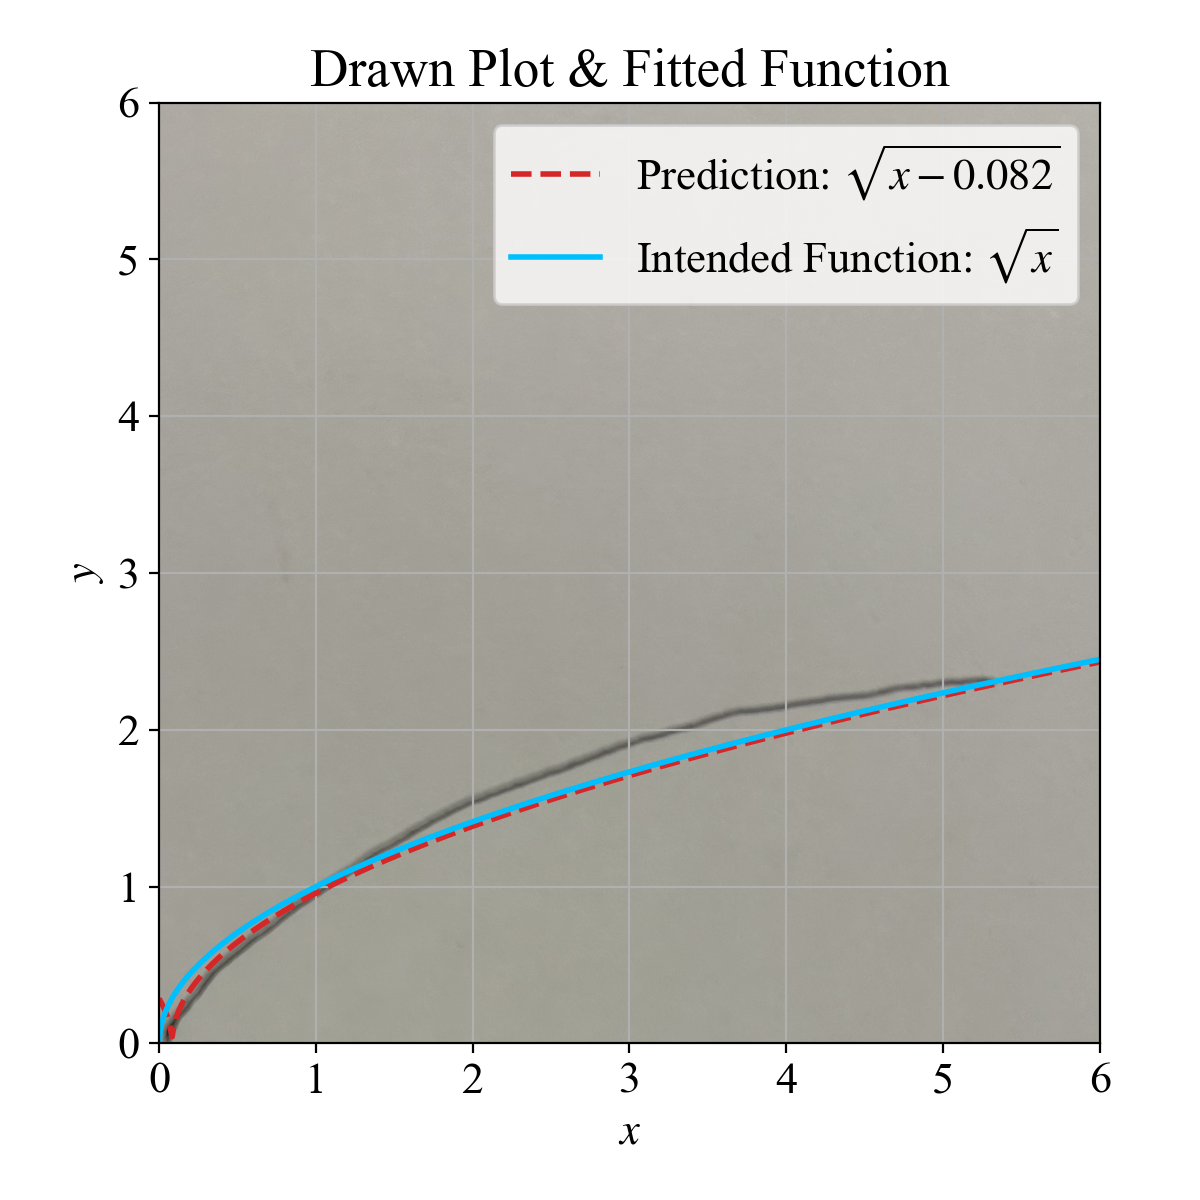 Drawn Plot & Fitted Function
Prediction: √x − 0.082
Intended Function: √x
6
5
4
3
2
1
0
y
0 1 2 3 4 5 6
x